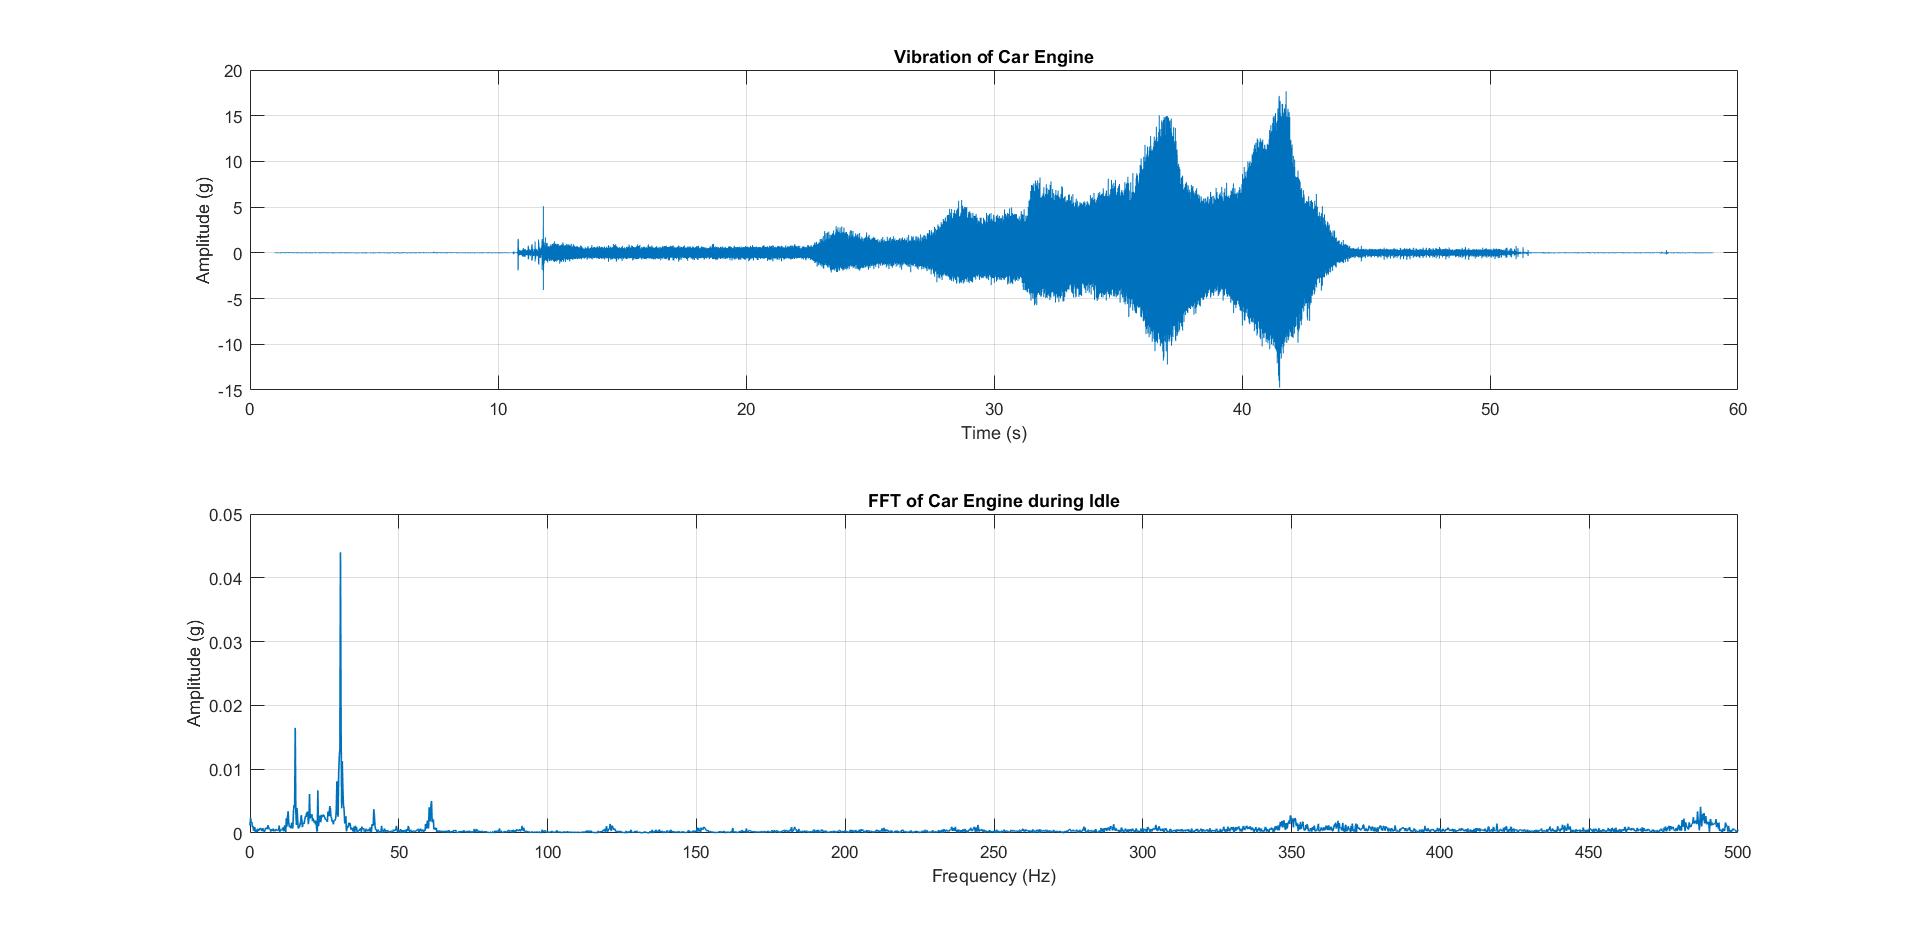 Vibration of Car Engine
20
15
10
5
0
-5
-10
-15
Amplitude (g)
0 10 20 30 40 50 60
Time (s)
FFT of Car Engine during Idle
0.05
0.04
0.03
0.02
0.01
0
Amplitude (g)
0 50 100 150 200 250 300 350 400 450 500
Frequency (Hz)